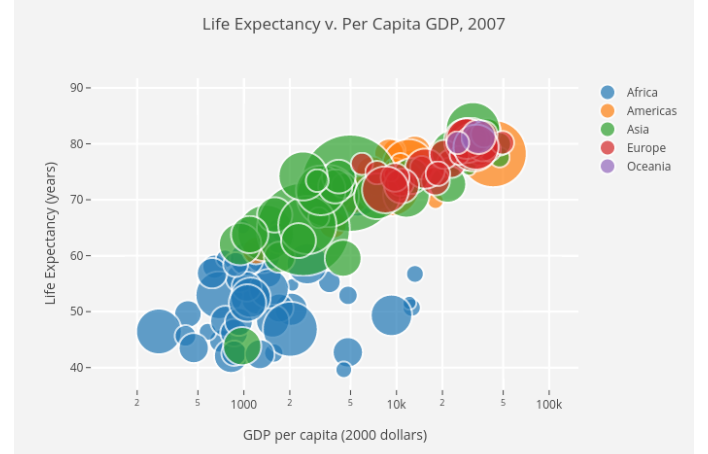 Life Expectancy v. Per Capita GDP, 2007
90
80
70
60
50
40
Life Expectancy (years)
2 5 1000 2 5 10k 2 5 100k
GDP per capita (2000 dollars)
Africa
Americas
Asia
Europe
Oceania